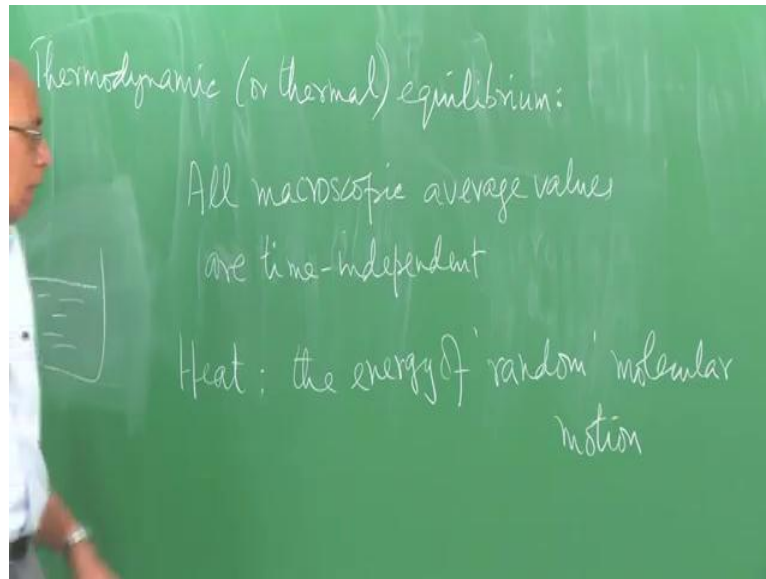 Thermodynamic (or thermal) equilibrium:
All macroscopic average values
are time-independent
Heat: the energy of 'random' molecular
motion